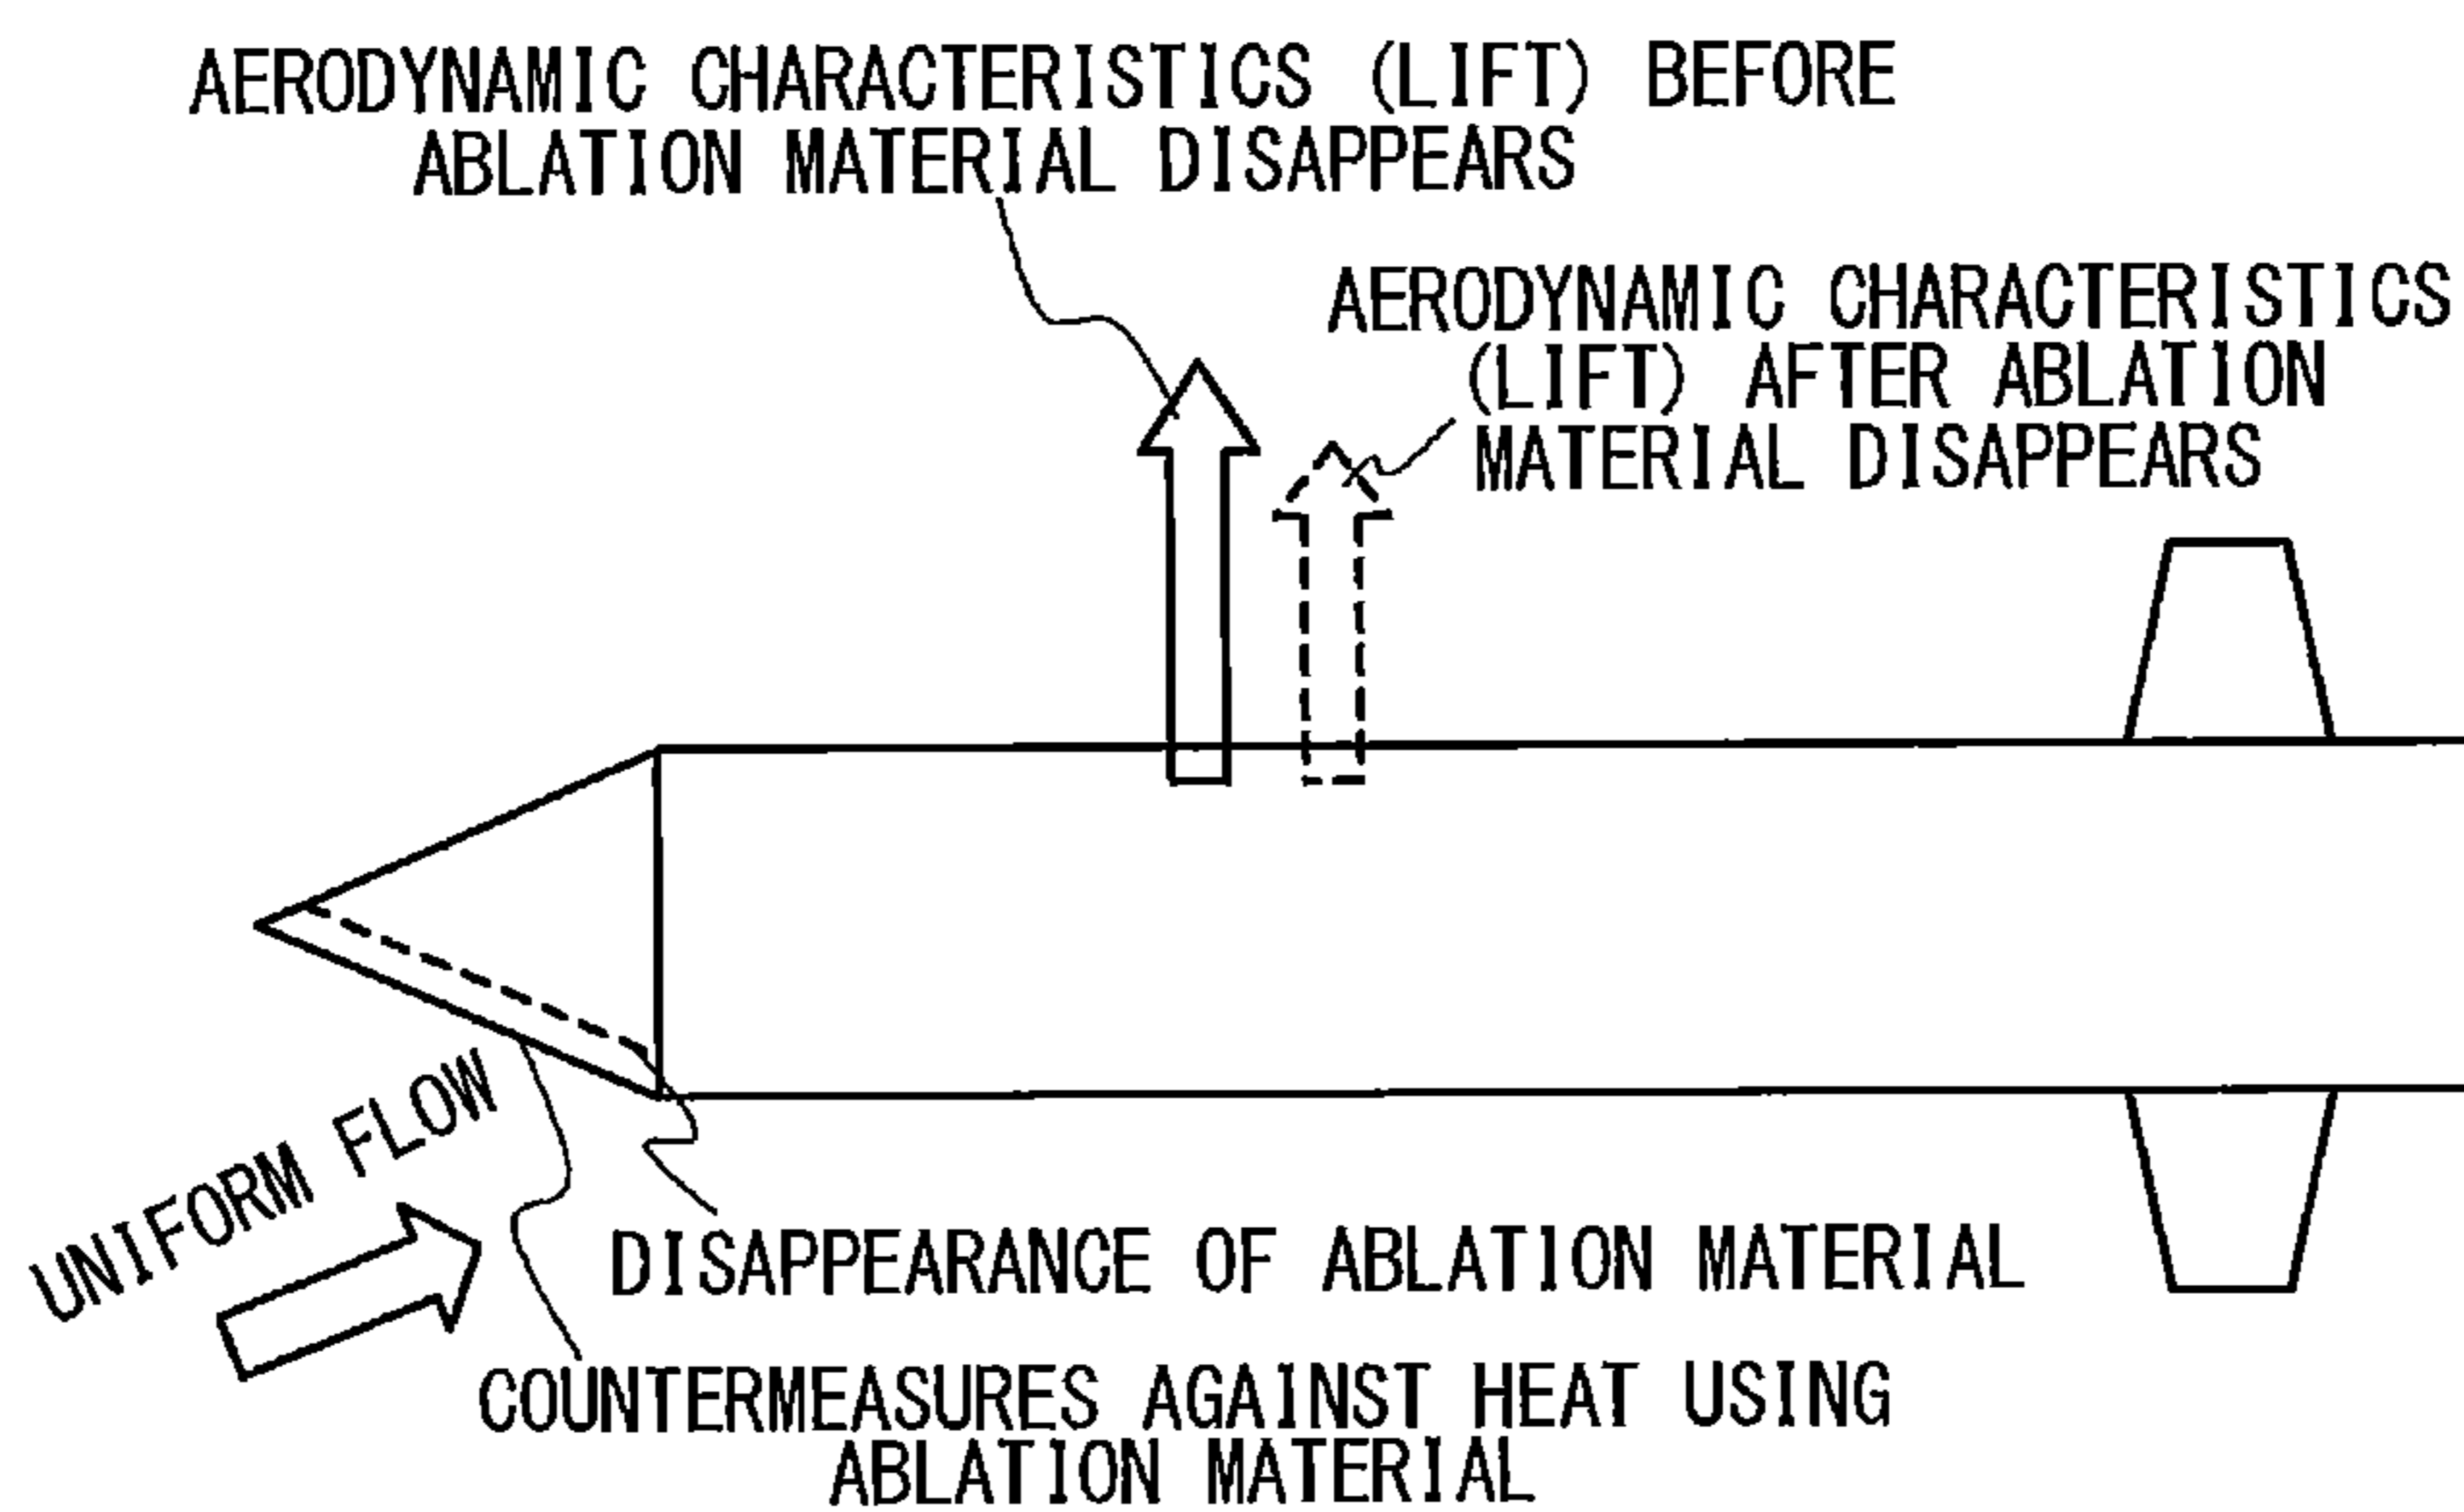 AERODYNAMIC CHARACTERISTICS (LIFT) BEFORE
ABLATION MATERIAL DISAPPEARS
AERODYNAMIC CHARACTERISTICS
(LIFT) AFTER ABLATION
MATERIAL DISAPPEARS
UNIFORM FLOW
DISAPPEARANCE OF ABLATION MATERIAL
COUNTERMEASURES AGAINST HEAT USING
ABLATION MATERIAL